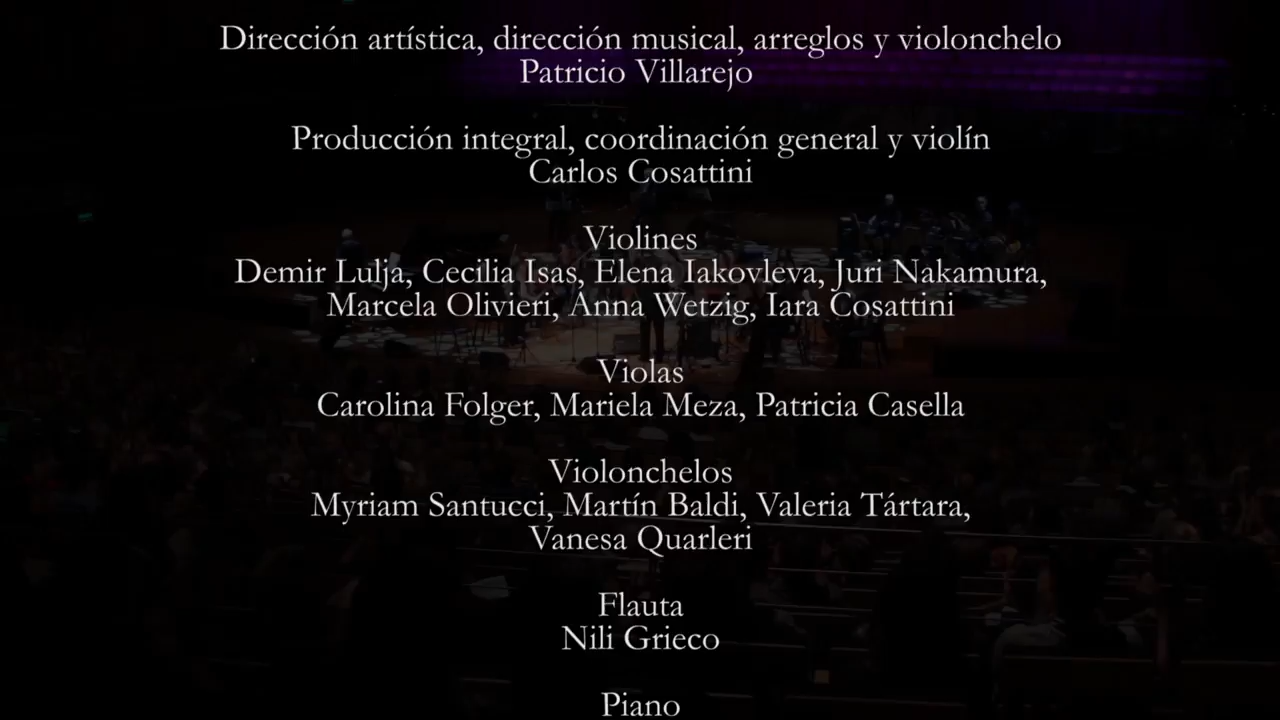 Dirección artística, dirección musical, arreglos y violonchelo
Patricio Villarejo
Producción integral, coordinación general y violín
Carlos Cosattini
Violines
Demir Lulja, Cecilia Isas, Elena Iakovleva, Juri Nakamura,
Marcela Olivieri, Anna Wetzig, Iara Cosattini
Violas
Carolina Folger, Mariela Meza, Patricia Casella
Violonchelos
Myriam Santucci, Martín Baldi, Valeria Tártara,
Vanesa Quarleri
Flauta
Nili Grieco
Piano